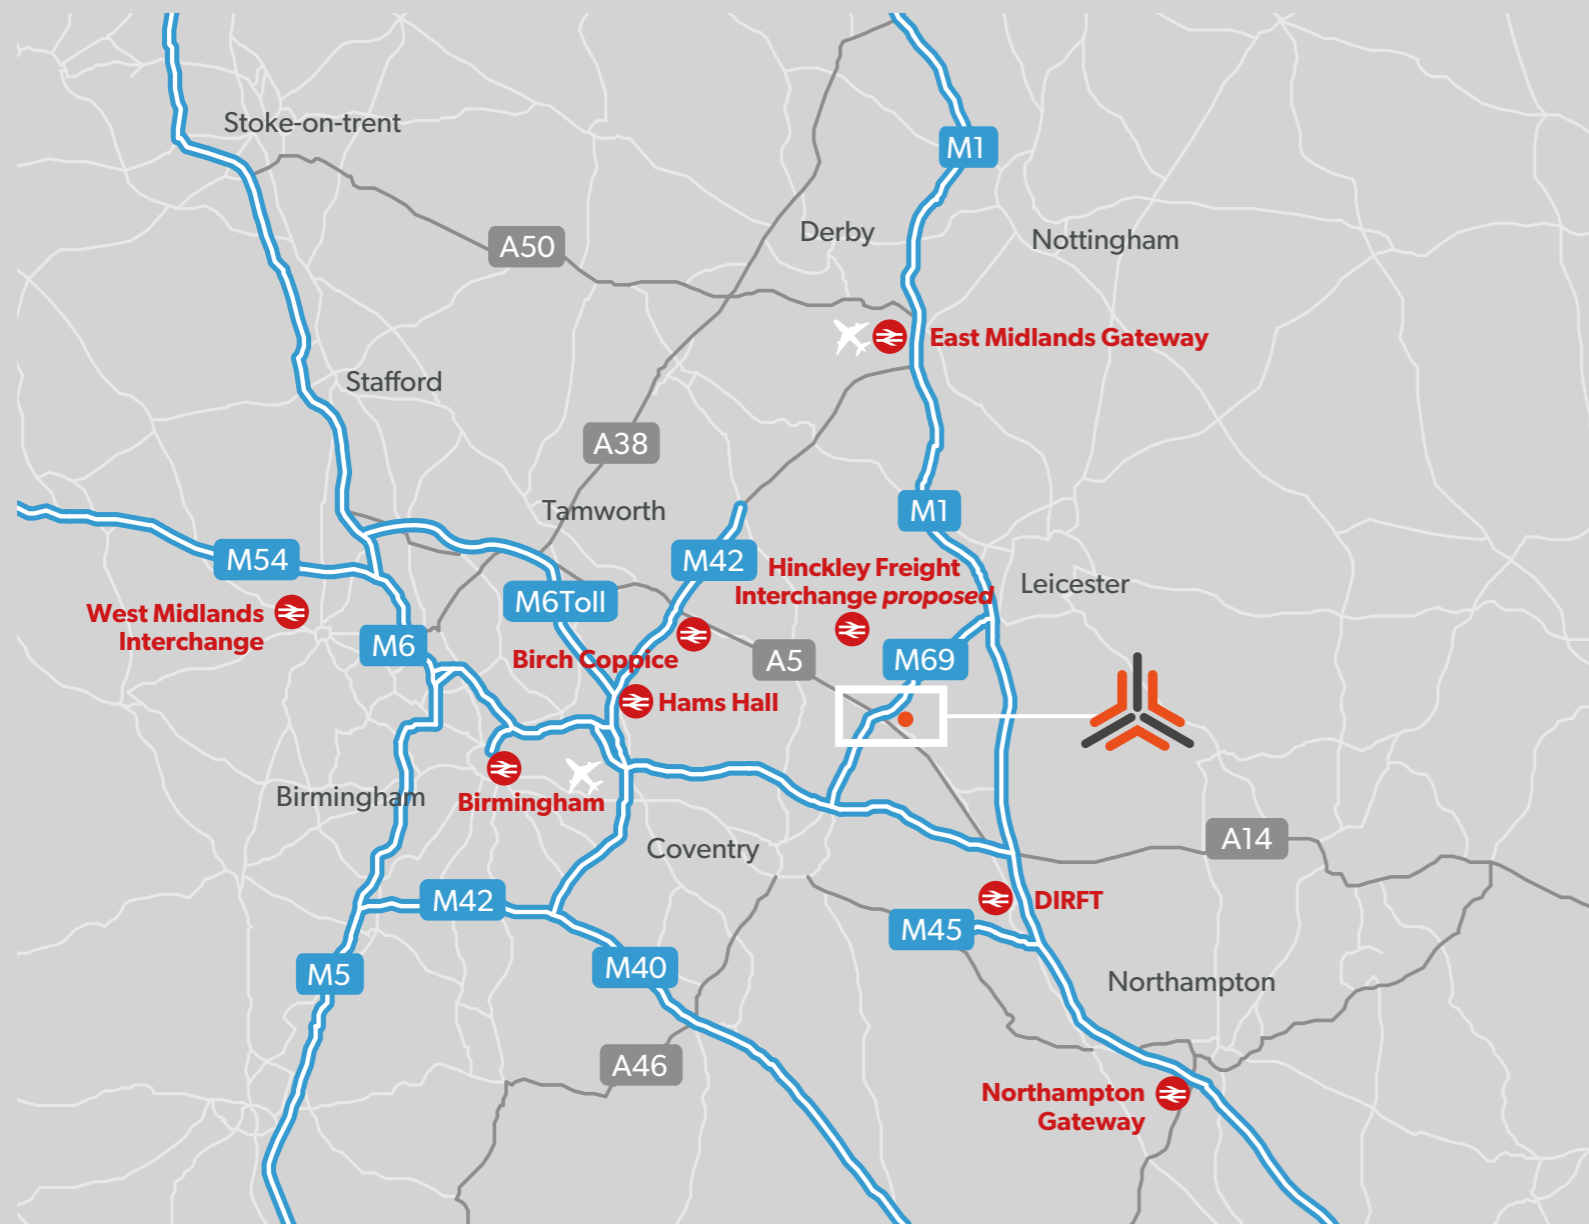 Stoke-on-trent
M1
Derby
Nottingham
A50
East Midlands Gateway
Stafford
A38
Tamworth
M1
M54
M42
Hinckley Freight
Interchange proposed
Leicester
M6Toll
West Midlands
Interchange
M6
Birch Coppice
A5
M69
Hams Hall
Birmingham
Birmingham
Coventry
A14
M42
DIRFT
M45
M5
M40
Northampton
A46
Northampton
Gateway